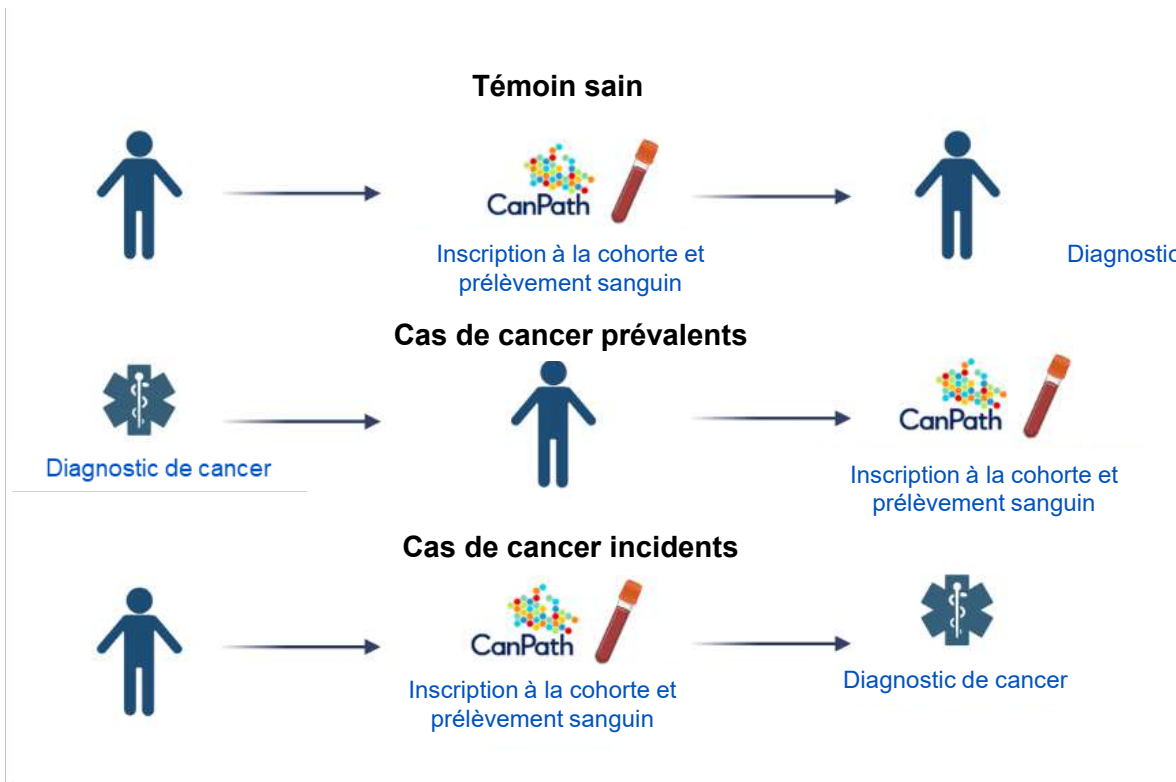 Témoin sain
CanPath
Inscription à la cohorte et
prélèvement sanguin
Diagnostic
Cas de cancer prévalents
Diagnostic de cancer
CanPath
Inscription à la cohorte et
prélèvement sanguin
Cas de cancer incidents
CanPath
Inscription à la cohorte et
prélèvement sanguin
Diagnostic de cancer